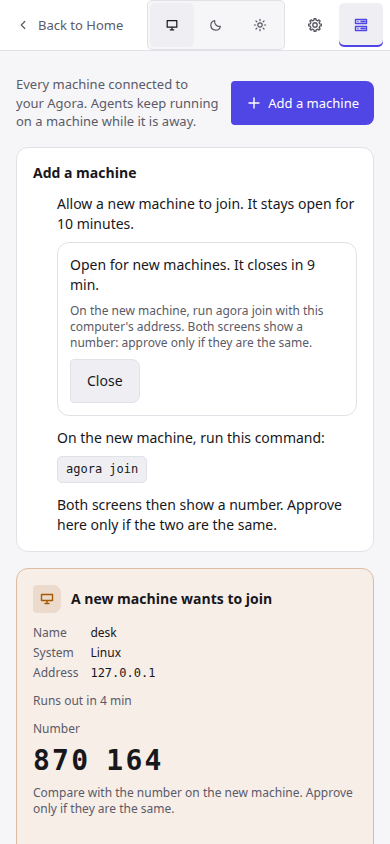 Back to Home
Every machine connected to
your Agora. Agents keep running
on a machine while it is away.
Add a machine
Add a machine
Allow a new machine to join. It stays open for
10 minutes.
Open for new machines. It closes in 9
min.
On the new machine, run agora join with this
computer's address. Both screens show a
number: approve only if they are the same.
Close
On the new machine, run this command:
agora join
Both screens then show a number. Approve
here only if the two are the same.
A new machine wants to join
Name desk
System Linux
Address 127.0.0.1
Runs out in 4 min
Number
870 164
Compare with the number on the new machine. Approve
only if they are the same.